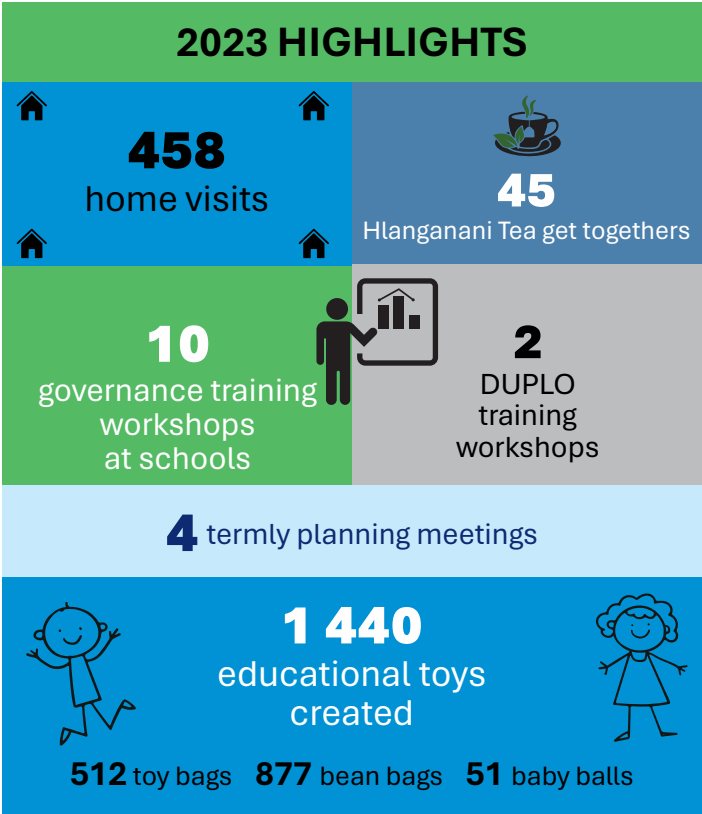 2023 HIGHLIGHTS
458
home visits
45
Hlanganani Tea get togethers
10
governance training
workshops
at schools
2
DUPLO
training
workshops
4 termly planning meetings
1 440
educational toys
created
512 toy bags 877 bean bags 51 baby balls